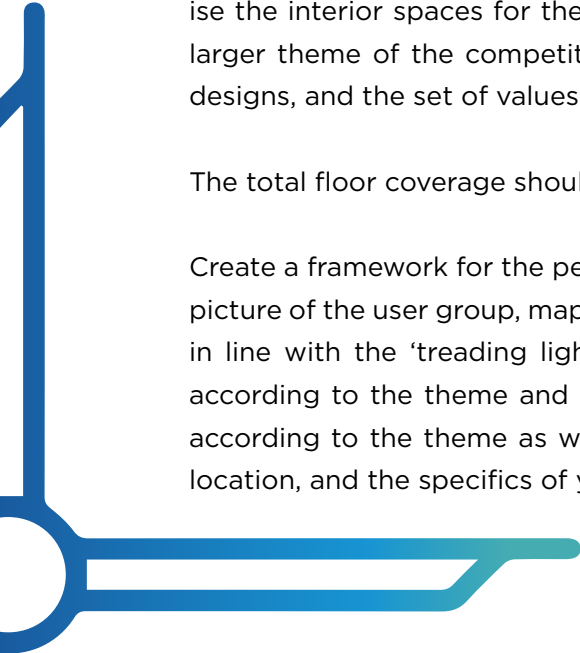 ise the interior spaces for the
larger theme of the competit
designs, and the set of values
The total floor coverage shoul
Create a framework for the pe
picture of the user group, map
in line with the ‘treading ligh
according to the theme and
according to the theme as w
location, and the specifics of